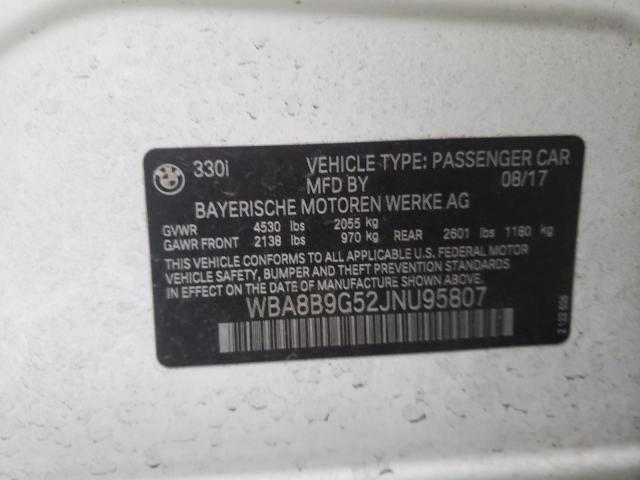 330i VEHICLE TYPE: PASSENGER CAR
MFD BY 08/17
BAYERISCHE MOTOREN WERKE AG
GVWR 4530 lbs 2055 kg
GAWR FRONT 2138 lbs 970 kg REAR 2601 lbs 1180 kg
THIS VEHICLE CONFORMS TO ALL APPLICABLE U.S. FEDERAL MOTOR
VEHICLE SAFETY, BUMPER AND THEFT PREVENTION STANDARDS
IN EFFECT ON THE DATE OF MANUFACTURE SHOWN ABOVE.
WBA8B9G52JNU95807